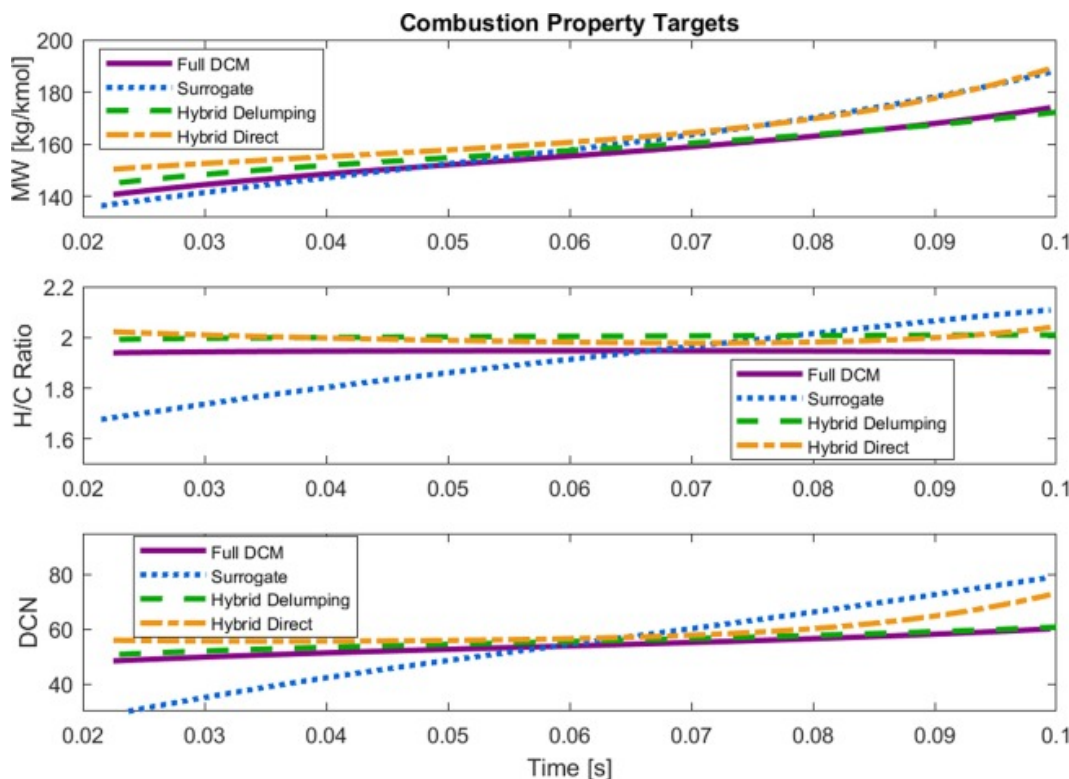 Combustion Property Targets
MW [kg/kmol]
200
180
160
140
Full DCM
Surrogate
Hybrid Delumping
Hybrid Direct
0.02 0.03 0.04 0.05 0.06 0.07 0.08 0.09 0.1
H/C Ratio
2.2
2
1.8
1.6
Full DCM
Surrogate
Hybrid Delumping
Hybrid Direct
0.02 0.03 0.04 0.05 0.06 0.07 0.08 0.09 0.1
DCN
80
60
40
Full DCM
Surrogate
Hybrid Delumping
Hybrid Direct
0.02 0.03 0.04 0.05 0.06 0.07 0.08 0.09 0.1
Time [s]